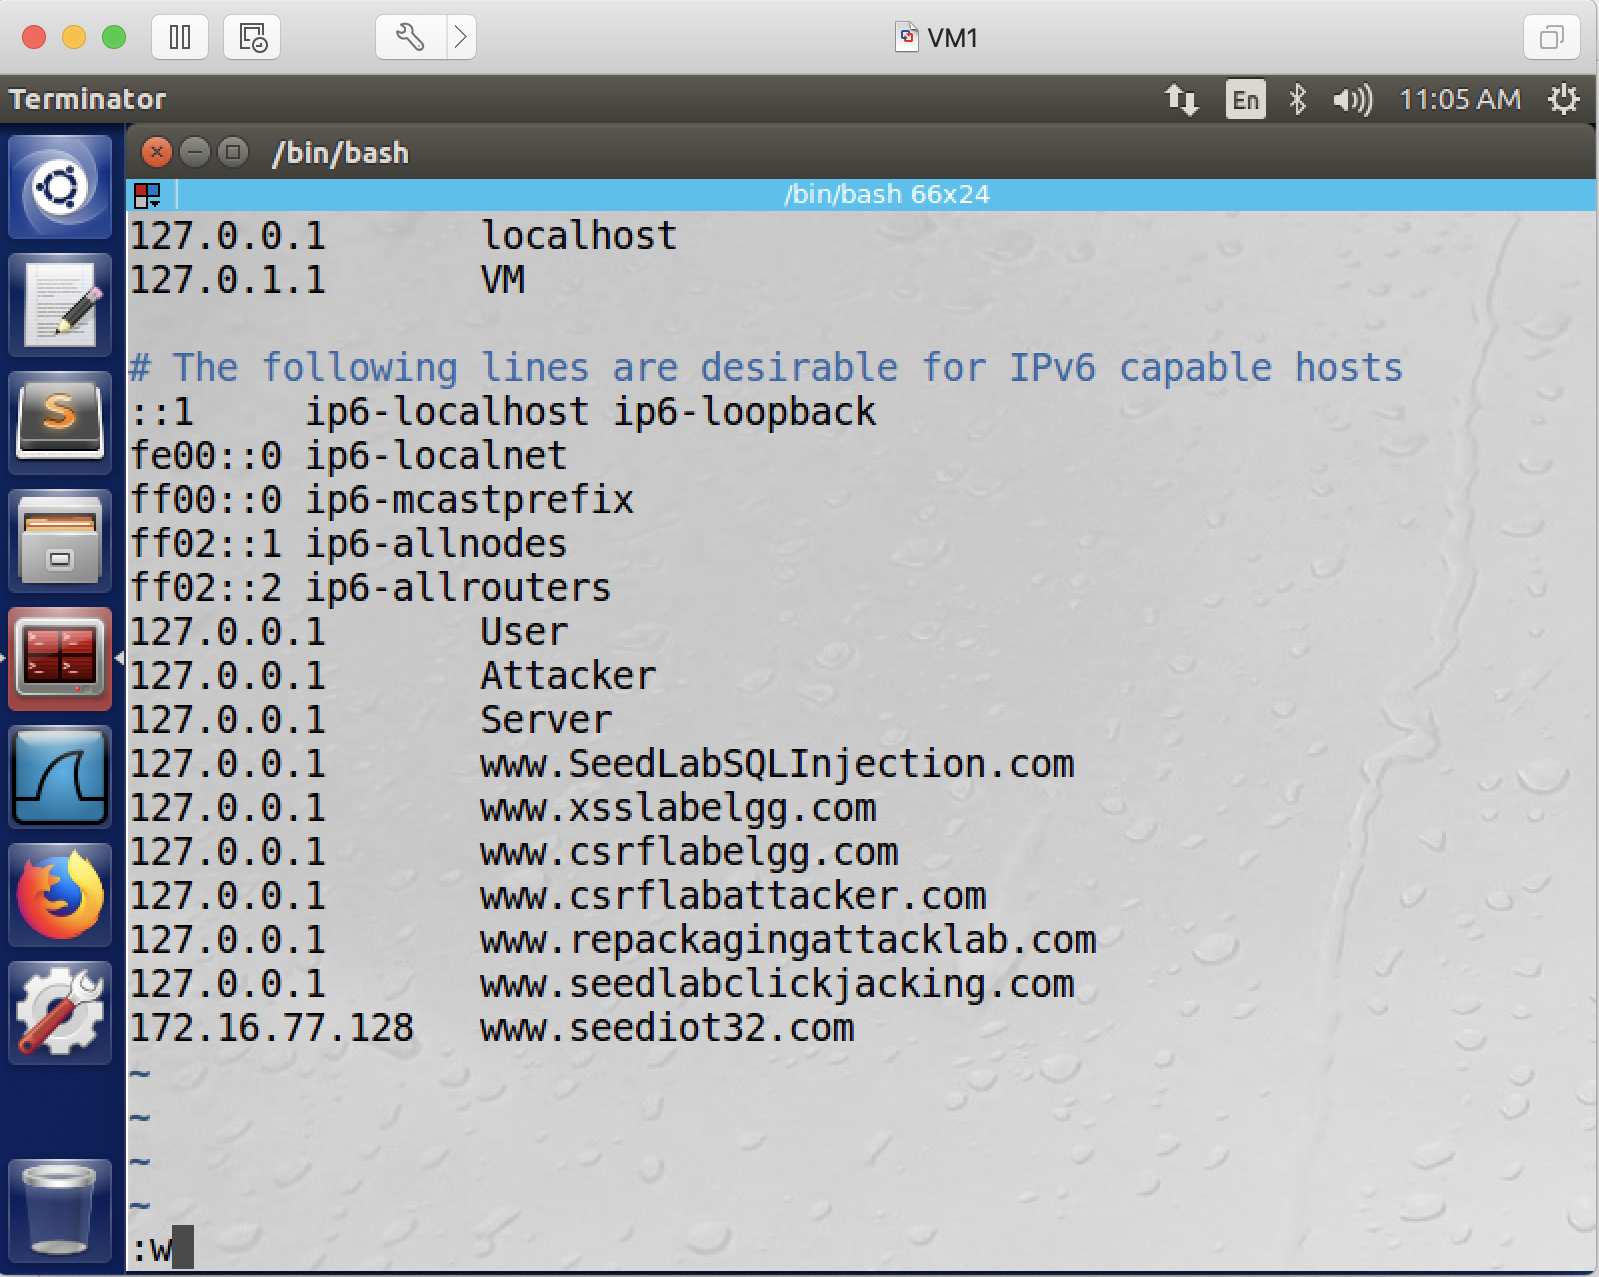 VM1
Terminator
En
11:05 AM
/bin/bash
/bin/bash 66x24
127.0.0.1       localhost
127.0.1.1       VM
# The following lines are desirable for IPv6 capable hosts
::1     ip6-localhost ip6-loopback
fe00::0 ip6-localnet
ff00::0 ip6-mcastprefix
ff02::1 ip6-allnodes
ff02::2 ip6-allrouters
127.0.0.1       User
127.0.0.1       Attacker
127.0.0.1       Server
127.0.0.1       www.SeedLabSQLInjection.com
127.0.0.1       www.xsslabelgg.com
127.0.0.1       www.csrflabelgg.com
127.0.0.1       www.csrflabattacker.com
127.0.0.1       www.repackagingattacklab.com
127.0.0.1       www.seedlabclickjacking.com
172.16.77.128   www.seediot32.com
~
~
~
~
:w